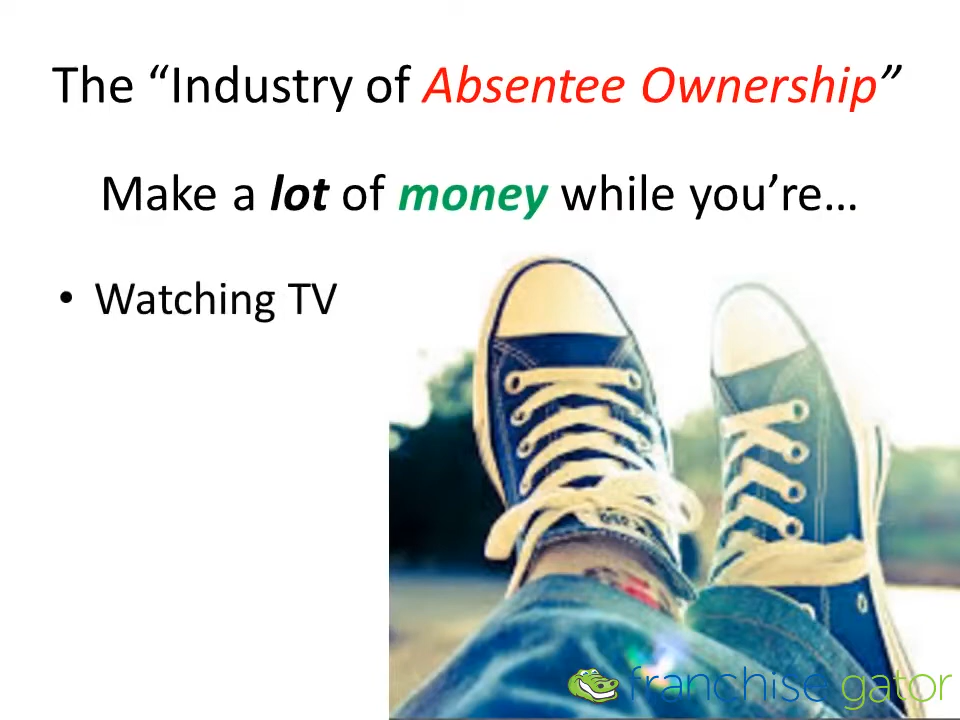 The “Industry of Absentee Ownership”
Make a lot of money while you’re…
• Watching TV
franchise gator